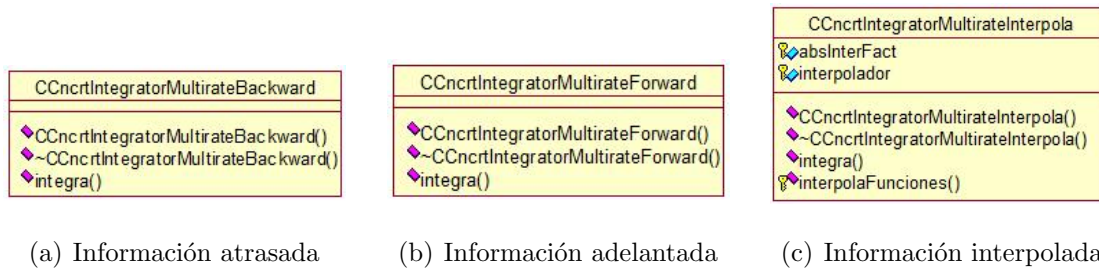 CCncrtIntegratorMultirateBackward
CCncrtIntegratorMultirateBackward()
~CCncrtIntegratorMultirateBackward()
integra()
(a) Información atrasada
CCncrtIntegratorMultirateForward
CCncrtIntegratorMultirateForward()
~CCncrtIntegratorMultirateForward()
integra()
(b) Información adelantada
CCncrtIntegratorMultirateInterpola
absInterFact
interpolador
CCncrtIntegratorMultirateInterpola()
~CCncrtIntegratorMultirateInterpola()
integra()
interpolaFunciones()
(c) Información interpolada